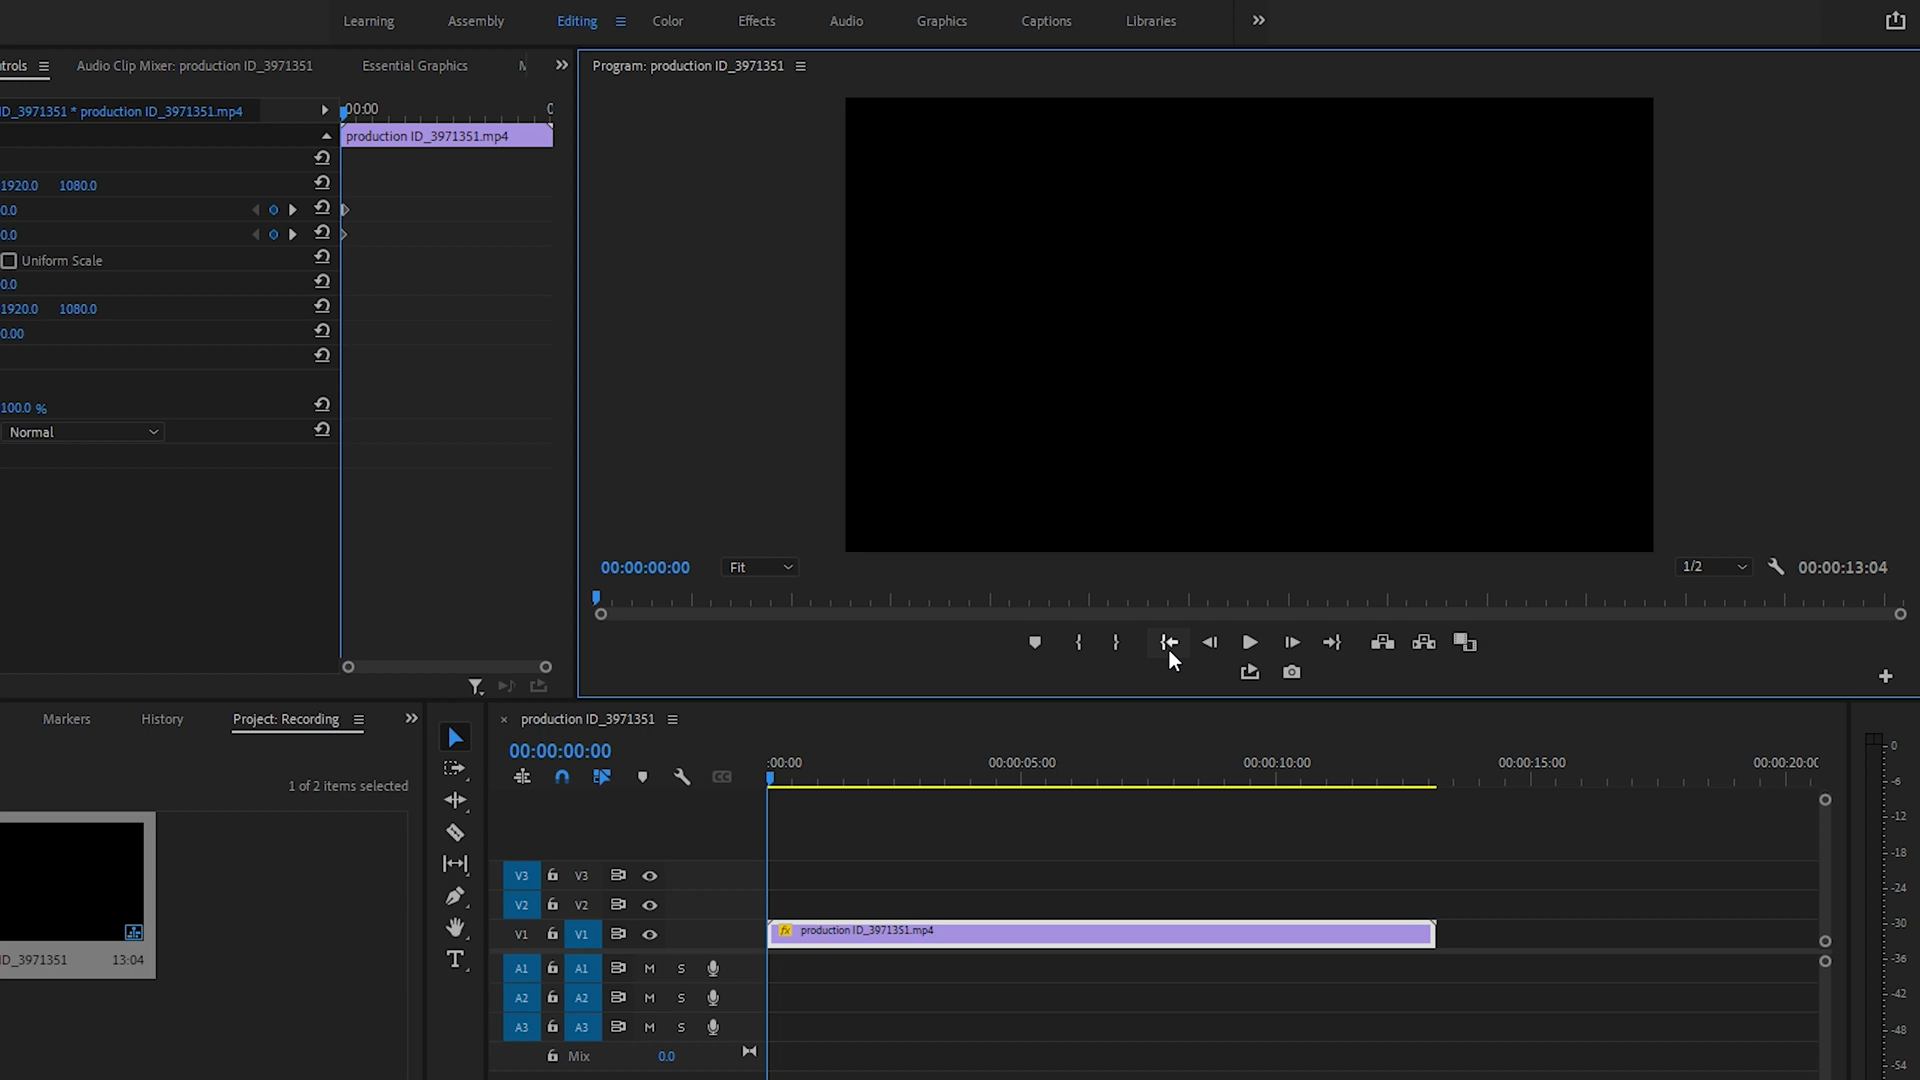 Learning Assembly Editing Color Effects Audio Graphics Captions Libraries
trols Audio Clip Mixer: production ID_3971351 Essential Graphics
Program: production ID_3971351
ID_3971351 * production ID_3971351.mp4
:00:00 0
production ID_3971351.mp4
1920.0 1080.0
0.0
0.0
Uniform Scale
0.0
1920.0 1080.0
0.00
100.0 %
Normal
00:00:00:00 Fit 1/2 00:00:13:04
Markers History Project: Recording
1 of 2 items selected
ID_3971351 13:04
production ID_3971351
00:00:00:00
:00:00 00:00:05:00 00:00:10:00 00:00:15:00 00:00:20:00
V3 V3
V2 V2
V1 V1
fx production ID_3971351.mp4
A1 A1 M S
A2 A2 M S
A3 A3 M S
Mix 0.0
0
-6
-12
-18
-24
-30
-36
-42
-48
-54